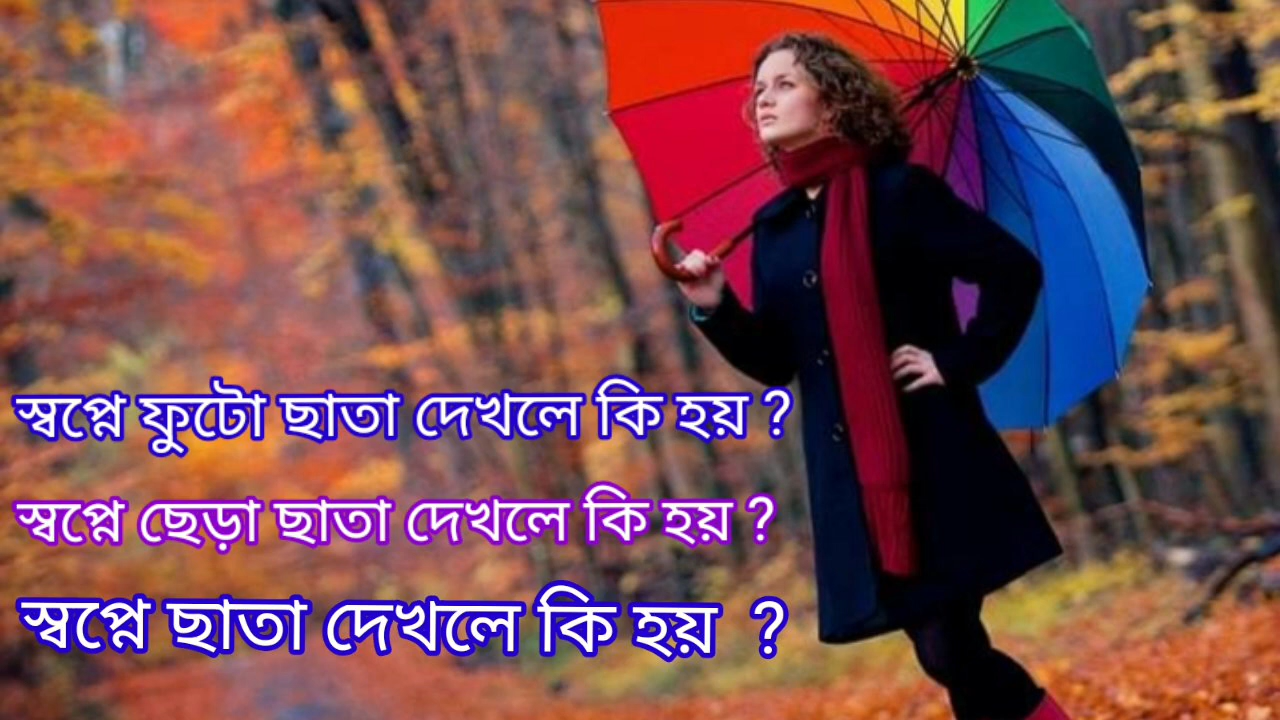 স্বপ্নে ফুটো ছাতা দেখলে কি হয় ?
স্বপ্নে ছেড়া ছাতা দেখলে কি হয় ?
স্বপ্নে ছাতা দেখলে কি হয় ?